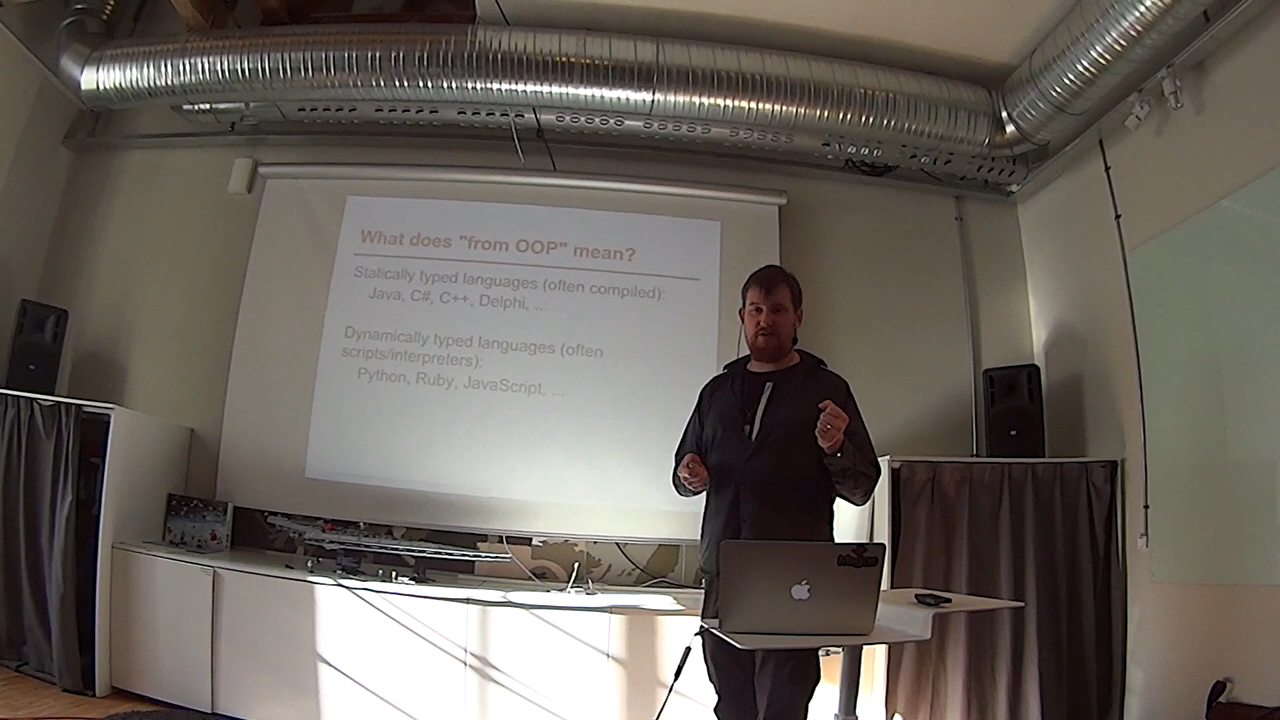 What does "from OOP" mean?
Statically typed languages (often compiled):
Java, C#, C++, Delphi, ...
Dynamically typed languages (often
scripts/interpreters):
Python, Ruby, JavaScript, ...